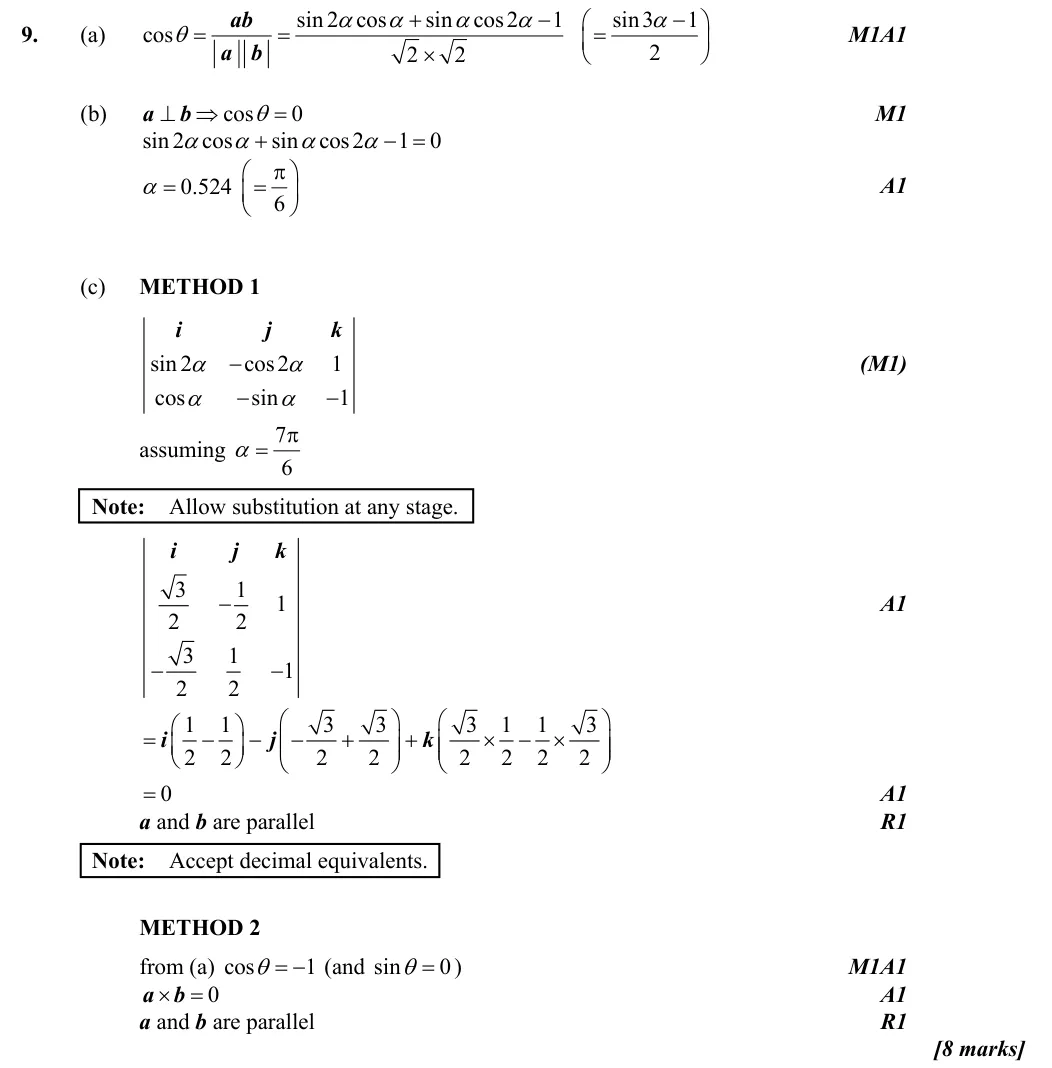 9. (a) cosθ = ab / |a||b| = (sin 2α cos α + sin α cos 2α − 1) / (√2 × √2) (= (sin 3α − 1) / 2) M1A1
(b) a ⊥ b ⇒ cosθ = 0 M1
sin 2α cos α + sin α cos 2α − 1 = 0
α = 0.524 (= π/6) A1
(c) METHOD 1
| i j k |
| sin 2α −cos 2α 1 | (M1)
| cos α −sin α −1 |
assuming α = 7π/6
Note: Allow substitution at any stage.
| i j k |
| √3/2 −1/2 1 | A1
| −√3/2 1/2 −1 |
= i(1/2 − 1/2) − j(−√3/2 + √3/2) + k(√3/2 × 1/2 − 1/2 × √3/2)
= 0 A1
a and b are parallel R1
Note: Accept decimal equivalents.
METHOD 2
from (a) cosθ = −1 (and sinθ = 0) M1A1
a × b = 0 A1
a and b are parallel R1
[8 marks]